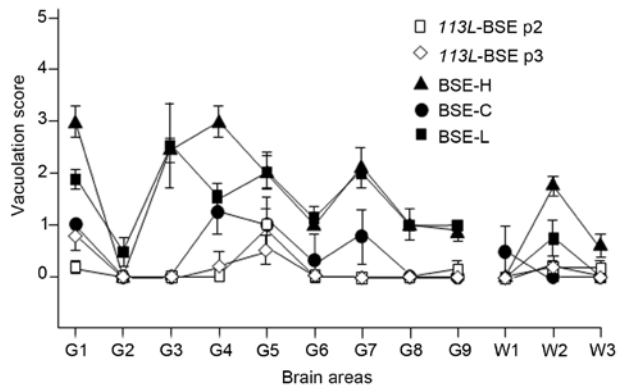 5
4
3
2
1
0
Vacuolation score
113L-BSE p2
113L-BSE p3
BSE-H
BSE-C
BSE-L
G1 G2 G3 G4 G5 G6 G7 G8 G9 W1 W2 W3
Brain areas